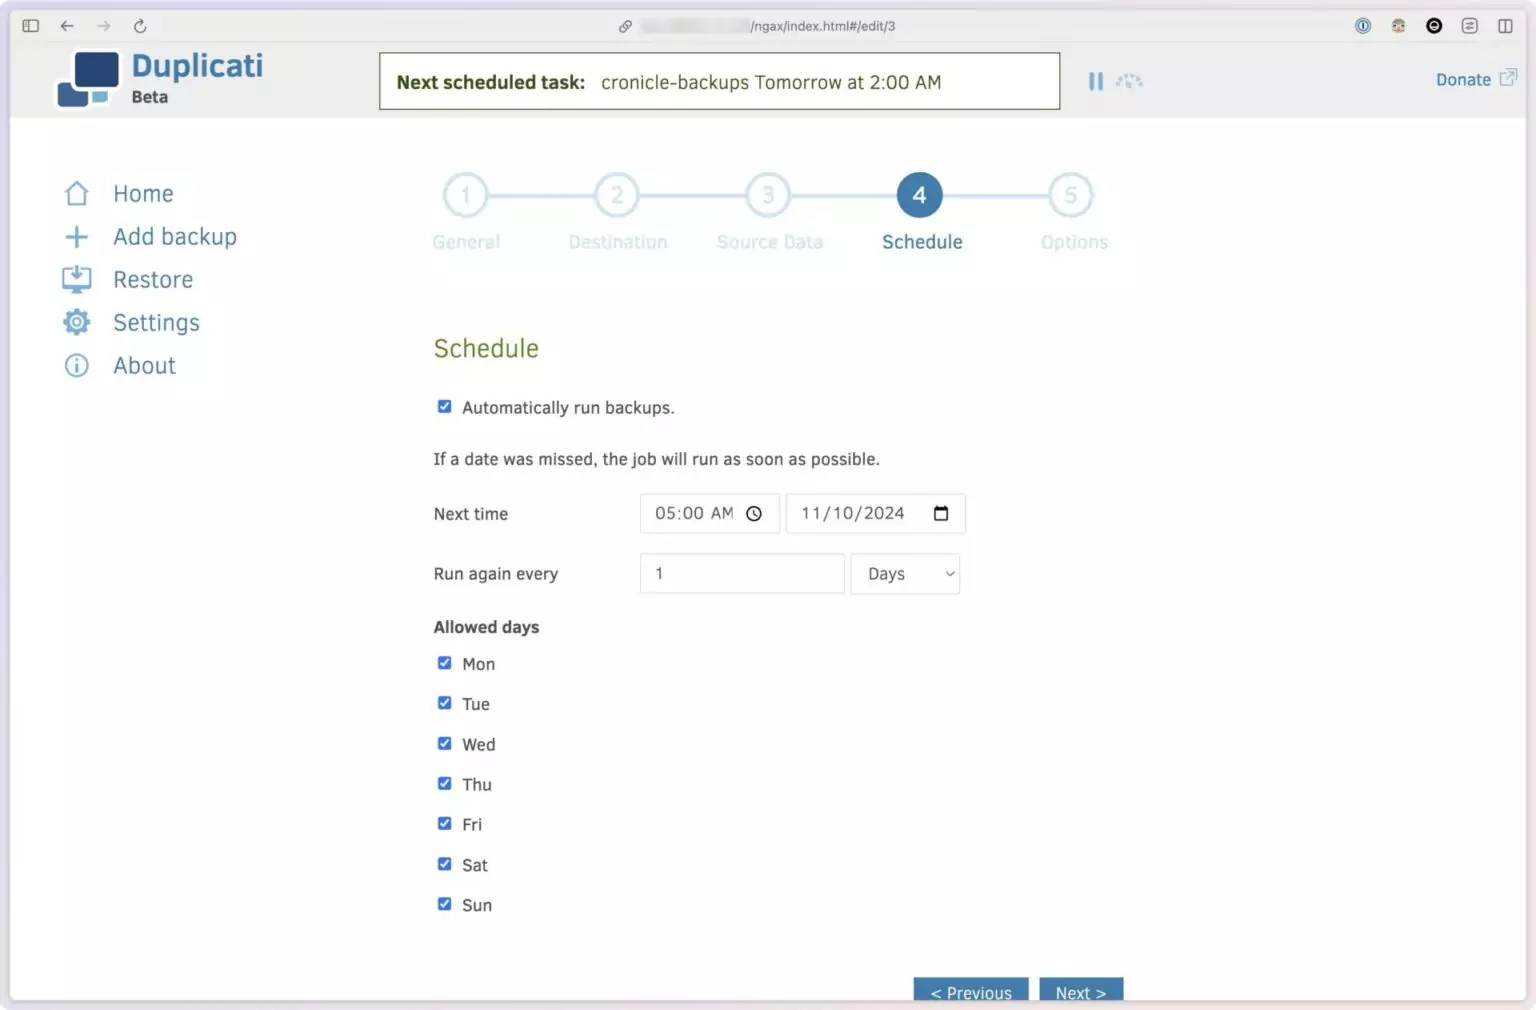 /ngax/index.html#/edit/3
Duplicati
Beta
Next scheduled task: cronicle-backups Tomorrow at 2:00 AM
Donate
Home
Add backup
Restore
Settings
About
1 2 3 4 5
General Destination Source Data Schedule Options
Schedule
Automatically run backups.
If a date was missed, the job will run as soon as possible.
Next time 05:00 AM 11/10/2024
Run again every 1 Days
Allowed days
Mon
Tue
Wed
Thu
Fri
Sat
Sun
< Previous Next >